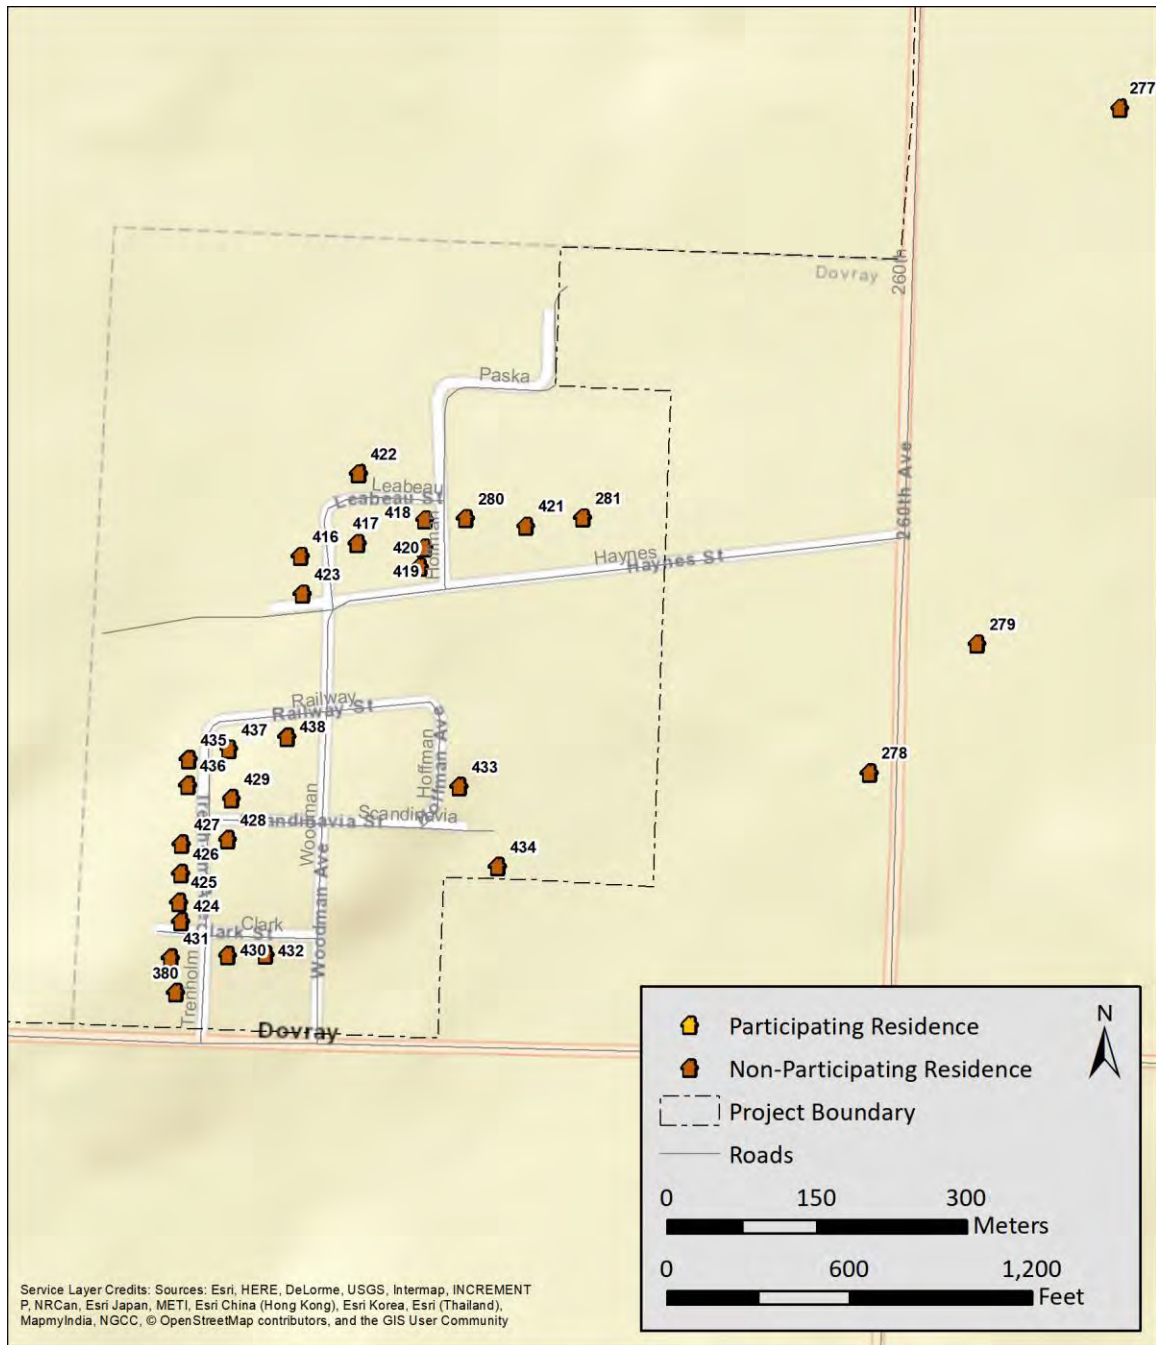 277
Dovray
260th
Paska
422
Leabeau
Leabeau St
418
280
421
281
416
417
420
Hoffman
419
423
Haynes
Haynes St
260th Ave
279
Railway
Railway St
435
437
438
436
429
433
278
Hoffman
Hoffman Ave
Scandinavia
427
428
426
Woodman
Woodman Ave
434
425
424
Clark
Clark St
431
430
432
380
Trenholm
Dovray
N
Participating Residence
Non-Participating Residence
Project Boundary
Roads
0 150 300
Meters
0 600 1,200
Feet
Service Layer Credits: Sources: Esri, HERE, DeLorme, USGS, Intermap, INCREMENT
P, NRCan, Esri Japan, METI, Esri China (Hong Kong), Esri Korea, Esri (Thailand),
MapmyIndia, NGCC, © OpenStreetMap contributors, and the GIS User Community